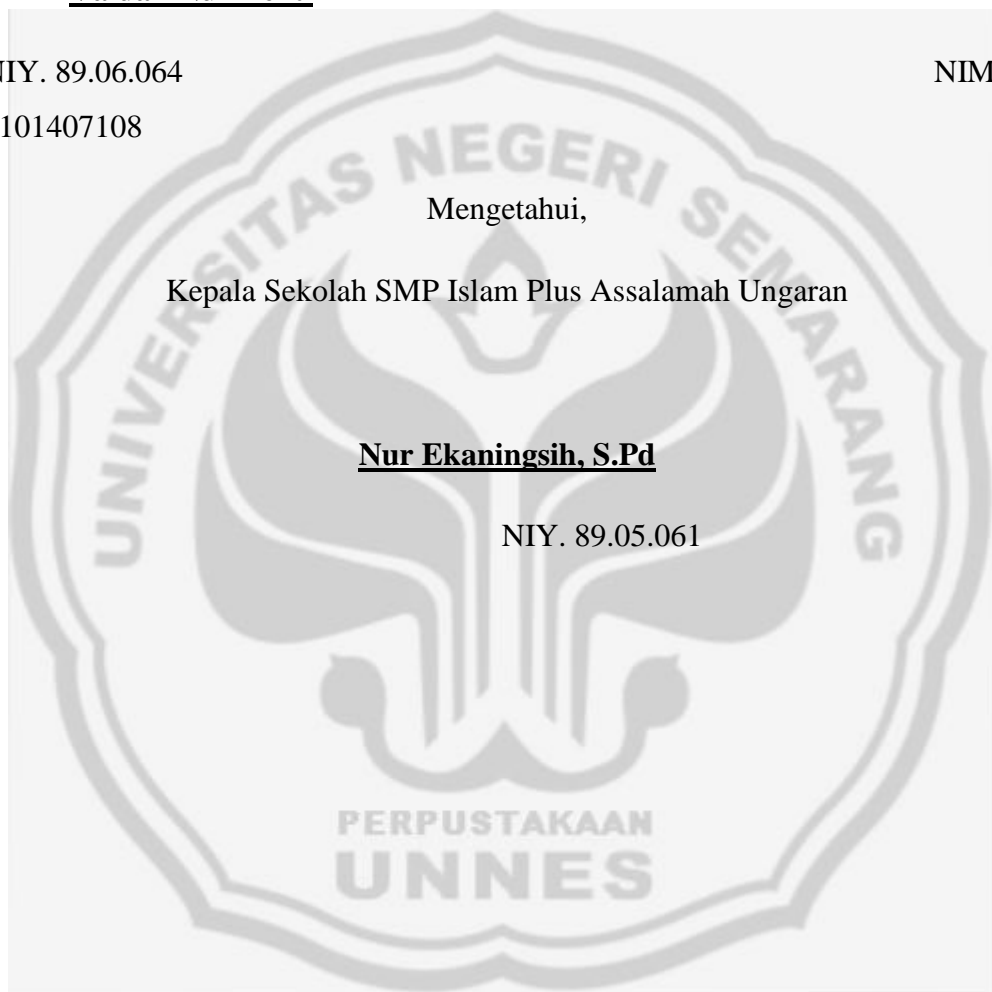 NIY. 89.06.064 NIM
101407108
Mengetahui,
Kepala Sekolah SMP Islam Plus Assalamah Ungaran
Nur Ekaningsih, S.Pd
NIY. 89.05.061
UNIVERSITAS NEGERI SEMARANG
PERPUSTAKAAN
UNNES